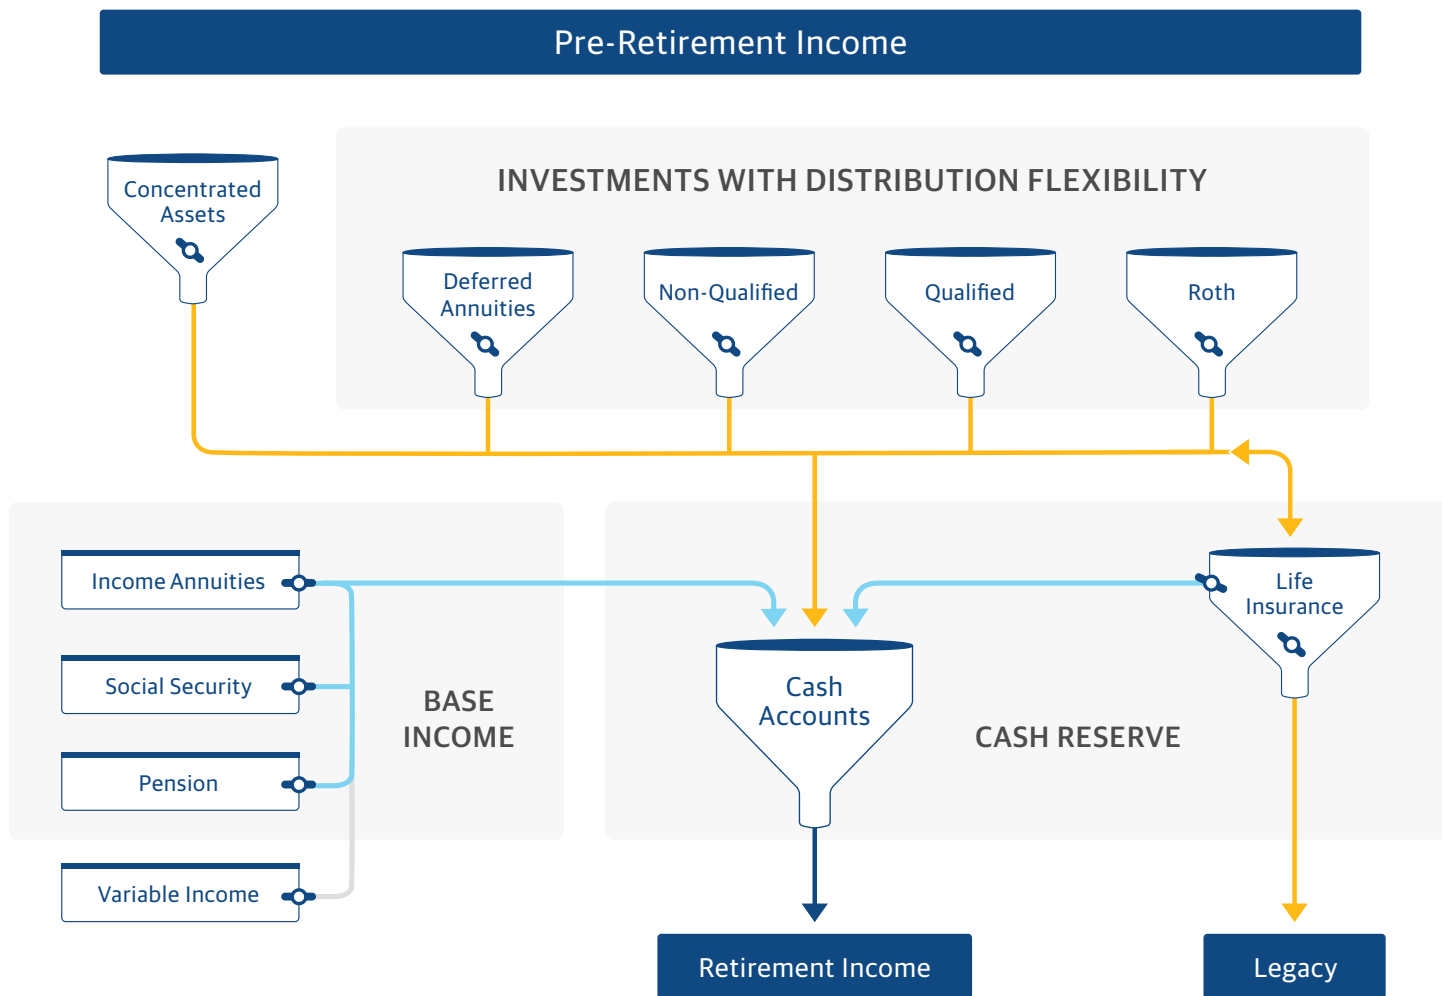 Pre-Retirement Income
Concentrated
Assets
INVESTMENTS WITH DISTRIBUTION FLEXIBILITY
Deferred
Annuities
Non-Qualified
Qualified
Roth
Income Annuities
Social Security
Pension
Variable Income
BASE
INCOME
Cash
Accounts
CASH RESERVE
Life
Insurance
Retirement Income
Legacy